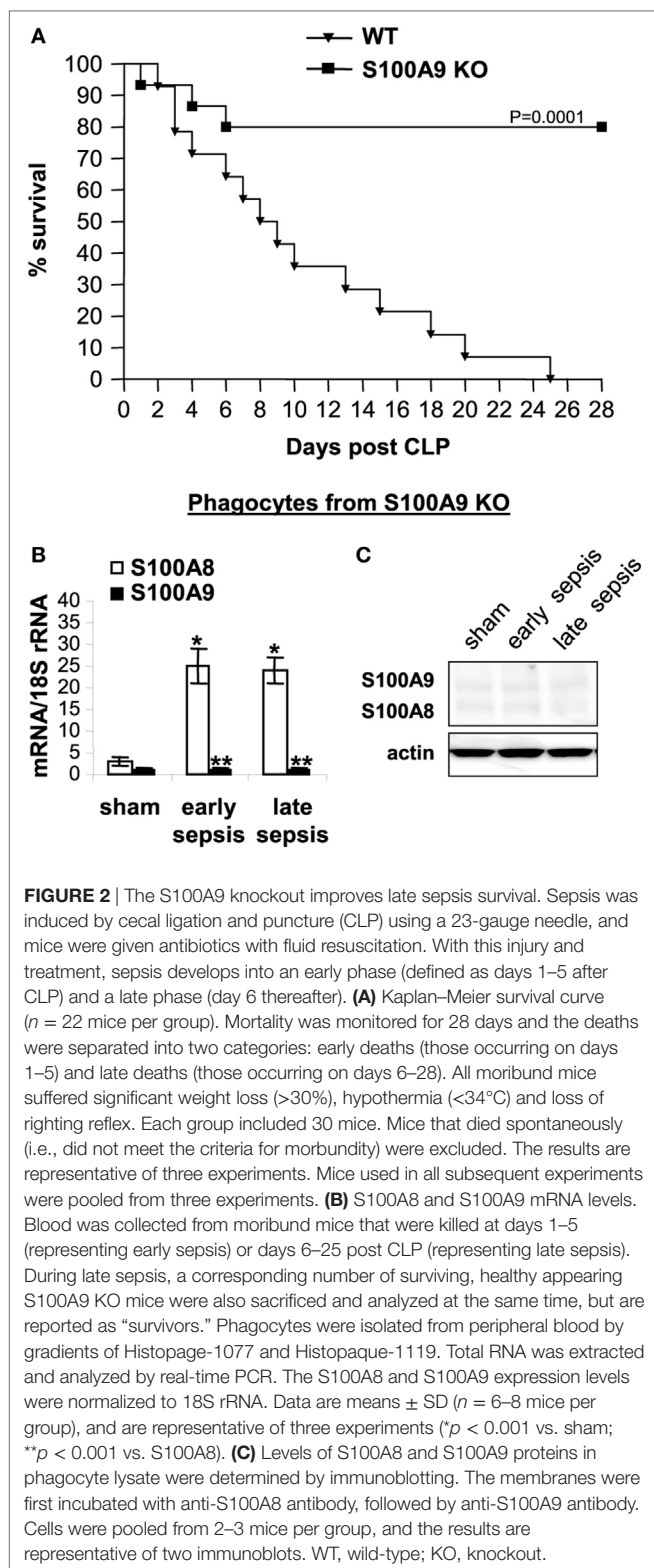 A
WT
S100A9 KO
100
90
80
70
60
50
40
30
20
10
0
% survival
P=0.0001
0 2 4 6 8 10 12 14 16 18 20 22 24 26 28
Days post CLP
Phagocytes from S100A9 KO
B
S100A8
S100A9
40
35
30
25
20
15
10
5
0
mRNA/18S rRNA
* *
** **
sham early sepsis late sepsis
C
sham early sepsis late sepsis
S100A9
S100A8
actin
FIGURE 2 | The S100A9 knockout improves late sepsis survival. Sepsis was
induced by cecal ligation and puncture (CLP) using a 23-gauge needle, and
mice were given antibiotics with fluid resuscitation. With this injury and
treatment, sepsis develops into an early phase (defined as days 1–5 after
CLP) and a late phase (day 6 thereafter). (A) Kaplan–Meier survival curve
(n = 22 mice per group). Mortality was monitored for 28 days and the deaths
were separated into two categories: early deaths (those occurring on days
1–5) and late deaths (those occurring on days 6–28). All moribund mice
suffered significant weight loss (>30%), hypothermia (<34°C) and loss of
righting reflex. Each group included 30 mice. Mice that died spontaneously
(i.e., did not meet the criteria for morbundity) were excluded. The results are
representative of three experiments. Mice used in all subsequent experiments
were pooled from three experiments. (B) S100A8 and S100A9 mRNA levels.
Blood was collected from moribund mice that were killed at days 1–5
(representing early sepsis) or days 6–25 post CLP (representing late sepsis).
During late sepsis, a corresponding number of surviving, healthy appearing
S100A9 KO mice were also sacrificed and analyzed at the same time, but are
reported as “survivors.” Phagocytes were isolated from peripheral blood by
gradients of Histopage-1077 and Histopaque-1119. Total RNA was extracted
and analyzed by real-time PCR. The S100A8 and S100A9 expression levels
were normalized to 18S rRNA. Data are means ± SD (n = 6–8 mice per
group), and are representative of three experiments (*p < 0.001 vs. sham;
**p < 0.001 vs. S100A8). (C) Levels of S100A8 and S100A9 proteins in
phagocyte lysate were determined by immunoblotting. The membranes were
first incubated with anti-S100A8 antibody, followed by anti-S100A9 antibody.
Cells were pooled from 2–3 mice per group, and the results are
representative of two immunoblots. WT, wild-type; KO, knockout.